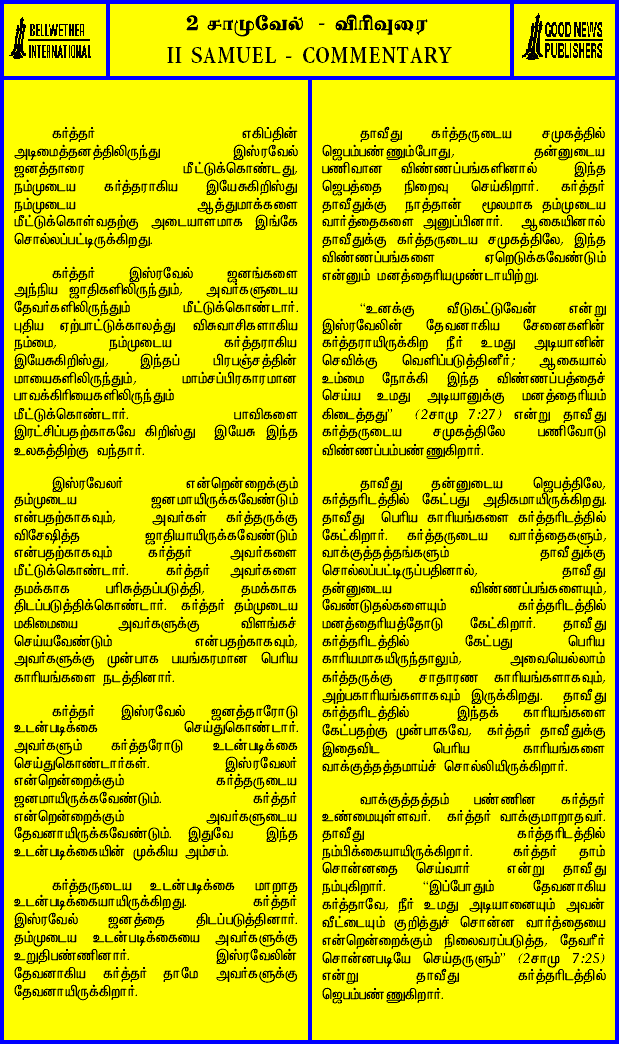 BELLWETHER
INTERNATIONAL
2 சாமுவேல் - விரிவுரை
II SAMUEL - COMMENTARY
GOOD NEWS
PUBLISHERS
கர்த்தர் எகிப்தின்
அடிமைத்தனத்திலிருந்து இஸ்ரவேல்
ஜனத்தாரை மீட்டுக்கொண்டது,
நம்முடைய கர்த்தராகிய இயேசுகிறிஸ்து
நம்முடைய ஆத்துமாக்களை
மீட்டுக்கொள்வதற்கு அடையாளமாக இங்கே
சொல்லப்பட்டிருக்கிறது.
கர்த்தர் இஸ்ரவேல் ஜனங்களை
அந்நிய ஜாதிகளிலிருந்தும், அவர்களுடைய
தேவர்களிலிருந்தும் மீட்டுக்கொண்டார்.
புதிய ஏற்பாட்டுக்காலத்து விசுவாசிகளாகிய
நம்மை, நம்முடைய கர்த்தராகிய
இயேசுகிறிஸ்து, இந்தப் பிரபஞ்சத்தின்
மாயைகளிலிருந்தும், மாம்சப்பிரகாரமான
பாவக்கிரியைகளிலிருந்தும்
மீட்டுக்கொண்டார். பாவிகளை
இரட்சிப்பதற்காகவே கிறிஸ்து இயேசு இந்த
உலகத்திற்கு வந்தார்.
இஸ்ரவேலர் என்றென்றைக்கும்
தம்முடைய ஜனமாயிருக்கவேண்டும்
என்பதற்காகவும், அவர்கள் கர்த்தருக்கு
விசேஷித்த ஜாதியாயிருக்கவேண்டும்
என்பதற்காகவும் கர்த்தர் அவர்களை
மீட்டுக்கொண்டார். கர்த்தர் அவர்களை
தமக்காக பரிசுத்தப்படுத்தி, தமக்காக
திடப்படுத்திக்கொண்டார். கர்த்தர் தம்முடைய
மகிமையை அவர்களுக்கு விளங்கச்
செய்யவேண்டும் என்பதற்காகவும்,
அவர்களுக்கு முன்பாக பயங்கரமான பெரிய
காரியங்களை நடத்தினார்.
கர்த்தர் இஸ்ரவேல் ஜனத்தாரோடு
உடன்படிக்கை செய்துகொண்டார்.
அவர்களும் கர்த்தரோடு உடன்படிக்கை
செய்துகொண்டார்கள். இஸ்ரவேலர்
என்றென்றைக்கும் கர்த்தருடைய
ஜனமாயிருக்கவேண்டும். கர்த்தர்
என்றென்றைக்கும் அவர்களுடைய
தேவனாயிருக்கவேண்டும். இதுவே இந்த
உடன்படிக்கையின் முக்கிய அம்சம்.
கர்த்தருடைய உடன்படிக்கை மாறாத
உடன்படிக்கையாயிருக்கிறது. கர்த்தர்
இஸ்ரவேல் ஜனத்தை திடப்படுத்தினார்.
தம்முடைய உடன்படிக்கையை அவர்களுக்கு
உறுதிபண்ணினார். இஸ்ரவேலின்
தேவனாகிய கர்த்தர் தாமே அவர்களுக்கு
தேவனாயிருக்கிறார்.
தாவீது கர்த்தருடைய சமுகத்தில்
ஜெபம்பண்ணும்போது, தன்னுடைய
பணிவான விண்ணப்பங்களினால் இந்த
ஜெபத்தை நிறைவு செய்கிறார். கர்த்தர்
தாவீதுக்கு நாத்தான் மூலமாக தம்முடைய
வார்த்தைகளை அனுப்பினார். ஆகையினால்
தாவீதுக்கு கர்த்தருடைய சமுகத்திலே, இந்த
விண்ணப்பங்களை ஏறெடுக்கவேண்டும்
என்னும் மனத்தைரியமுண்டாயிற்று.
“உனக்கு வீடுகட்டுவேன் என்று
இஸ்ரவேலின் தேவனாகிய சேனைகளின்
கர்த்தராயிருக்கிற நீர் உமது அடியானின்
செவிக்கு வெளிப்படுத்தினீர்; ஆகையால்
உம்மை நோக்கி இந்த விண்ணப்பத்தைச்
செய்ய உமது அடியானுக்கு மனத்தைரியம்
கிடைத்தது” (2சாமு 7:27) என்று தாவீது
கர்த்தருடைய சமுகத்திலே பணிவோடு
விண்ணப்பம்பண்ணுகிறார்.
தாவீது தன்னுடைய ஜெபத்திலே,
கர்த்தரிடத்தில் கேட்பது அதிகமாயிருக்கிறது.
தாவீது பெரிய காரியங்களை கர்த்தரிடத்தில்
கேட்கிறார். கர்த்தருடைய வார்த்தைகளும்,
வாக்குத்தத்தங்களும் தாவீதுக்கு
சொல்லப்பட்டிருப்பதினால், தாவீது
தன்னுடைய விண்ணப்பங்களையும்,
வேண்டுதல்களையும் கர்த்தரிடத்தில்
மனத்தைரியத்தோடு கேட்கிறார். தாவீது
கர்த்தரிடத்தில் கேட்பது பெரிய
காரியமாகயிருந்தாலும், அவையெல்லாம்
கர்த்தருக்கு சாதாரண காரியங்களாகவும்,
அற்பகாரியங்களாகவும் இருக்கிறது. தாவீது
கர்த்தரிடத்தில் இந்தக் காரியங்களை
கேட்பதற்கு முன்பாகவே, கர்த்தர் தாவீதுக்கு
இதைவிட பெரிய காரியங்களை
வாக்குத்தத்தமாய்ச் சொல்லியிருக்கிறார்.
வாக்குத்தத்தம் பண்ணின கர்த்தர்
உண்மையுள்ளவர். கர்த்தர் வாக்குமாறாதவர்.
தாவீது கர்த்தரிடத்தில்
நம்பிக்கையாயிருக்கிறார். கர்த்தர் தாம்
சொன்னதை செய்வார் என்று தாவீது
நம்புகிறார். “இப்போதும் தேவனாகிய
கர்த்தாவே, நீர் உமது அடியானையும் அவன்
வீட்டையும் குறித்துச் சொன்ன வார்த்தையை
என்றென்றைக்கும் நிலைவரப்படுத்த, தேவரீர்
சொன்னபடியே செய்தருளும்” (2சாமு 7:25)
என்று தாவீது கர்த்தரிடத்தில்
ஜெபம்பண்ணுகிறார்.